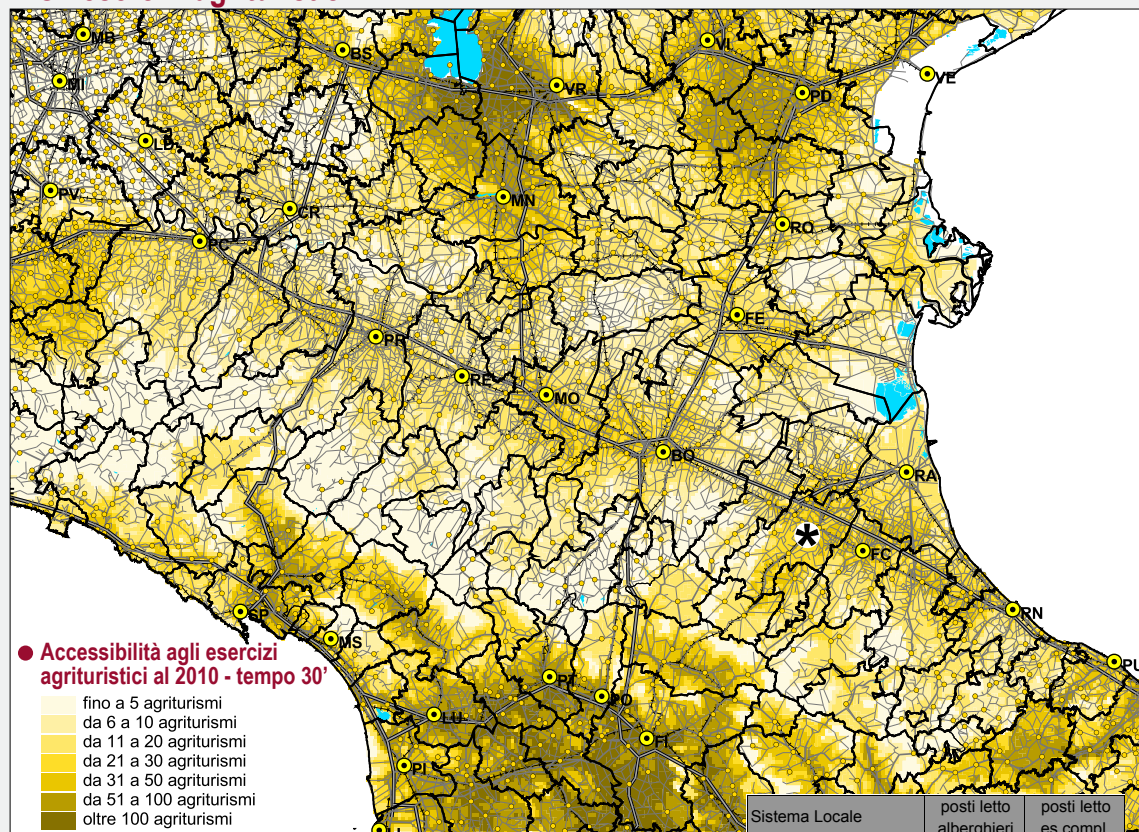 MB
BS
VI
VE
MI
VR
PD
PV
MN
CR
RO
PC
FE
PR
RE
MO
BO
RA
*
FC
SP
RN
MS
PU
PT
PO
LU
FI
PI
● Accessibilità agli esercizi
agrituristici al 2010 - tempo 30'
fino a 5 agriturismi
da 6 a 10 agriturismi
da 11 a 20 agriturismi
da 21 a 30 agriturismi
da 31 a 50 agriturismi
da 51 a 100 agriturismi
oltre 100 agriturismi
Sistema Locale
posti letto
alberghieri
posti letto
es.compl.